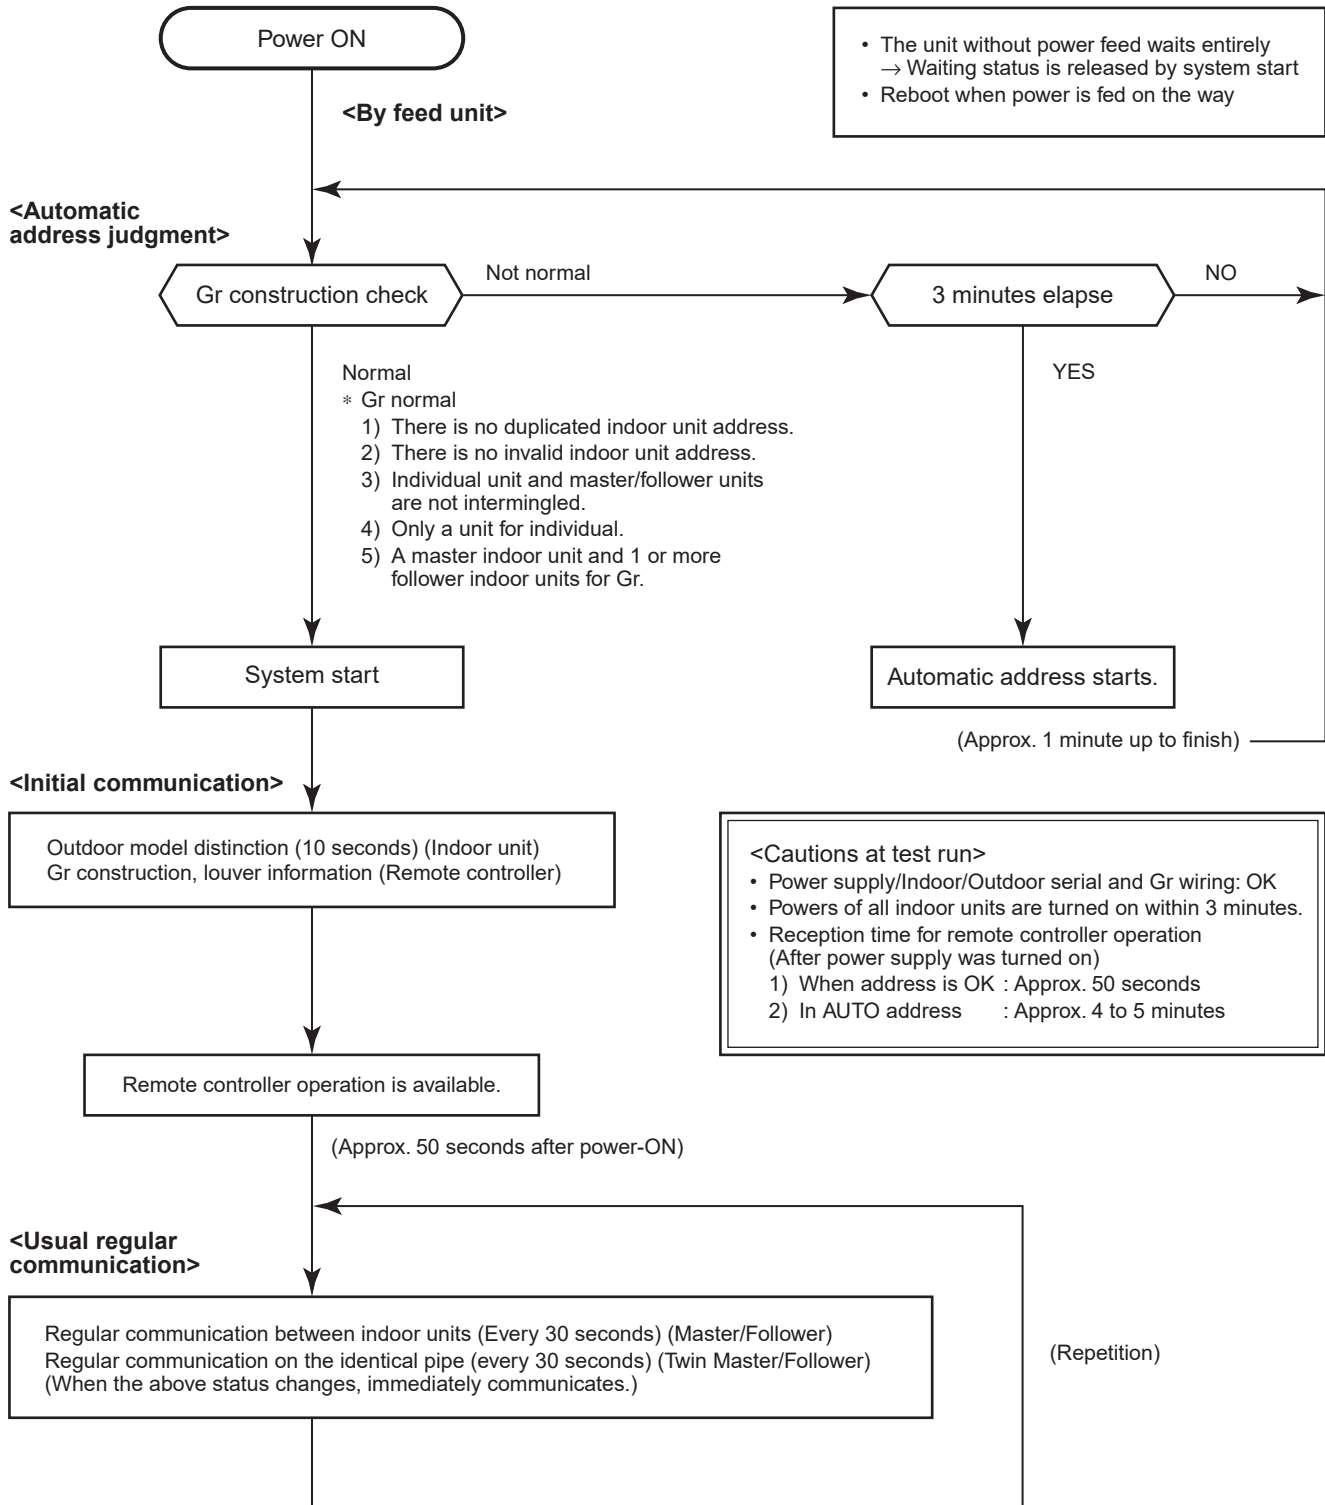 Power ON
• The unit without power feed waits entirely
→ Waiting status is released by system start
• Reboot when power is fed on the way
<By feed unit>
<Automatic
address judgment>
Gr construction check
Not normal
3 minutes elapse
NO
Normal
* Gr normal
1) There is no duplicated indoor unit address.
2) There is no invalid indoor unit address.
3) Individual unit and master/follower units
are not intermingled.
4) Only a unit for individual.
5) A master indoor unit and 1 or more
follower indoor units for Gr.
YES
System start
Automatic address starts.
(Approx. 1 minute up to finish)
<Initial communication>
Outdoor model distinction (10 seconds) (Indoor unit)
Gr construction, louver information (Remote controller)
<Cautions at test run>
• Power supply/Indoor/Outdoor serial and Gr wiring: OK
• Powers of all indoor units are turned on within 3 minutes.
• Reception time for remote controller operation
(After power supply was turned on)
1) When address is OK : Approx. 50 seconds
2) In AUTO address : Approx. 4 to 5 minutes
Remote controller operation is available.
(Approx. 50 seconds after power-ON)
<Usual regular
communication>
Regular communication between indoor units (Every 30 seconds) (Master/Follower)
Regular communication on the identical pipe (every 30 seconds) (Twin Master/Follower)
(When the above status changes, immediately communicates.)
(Repetition)